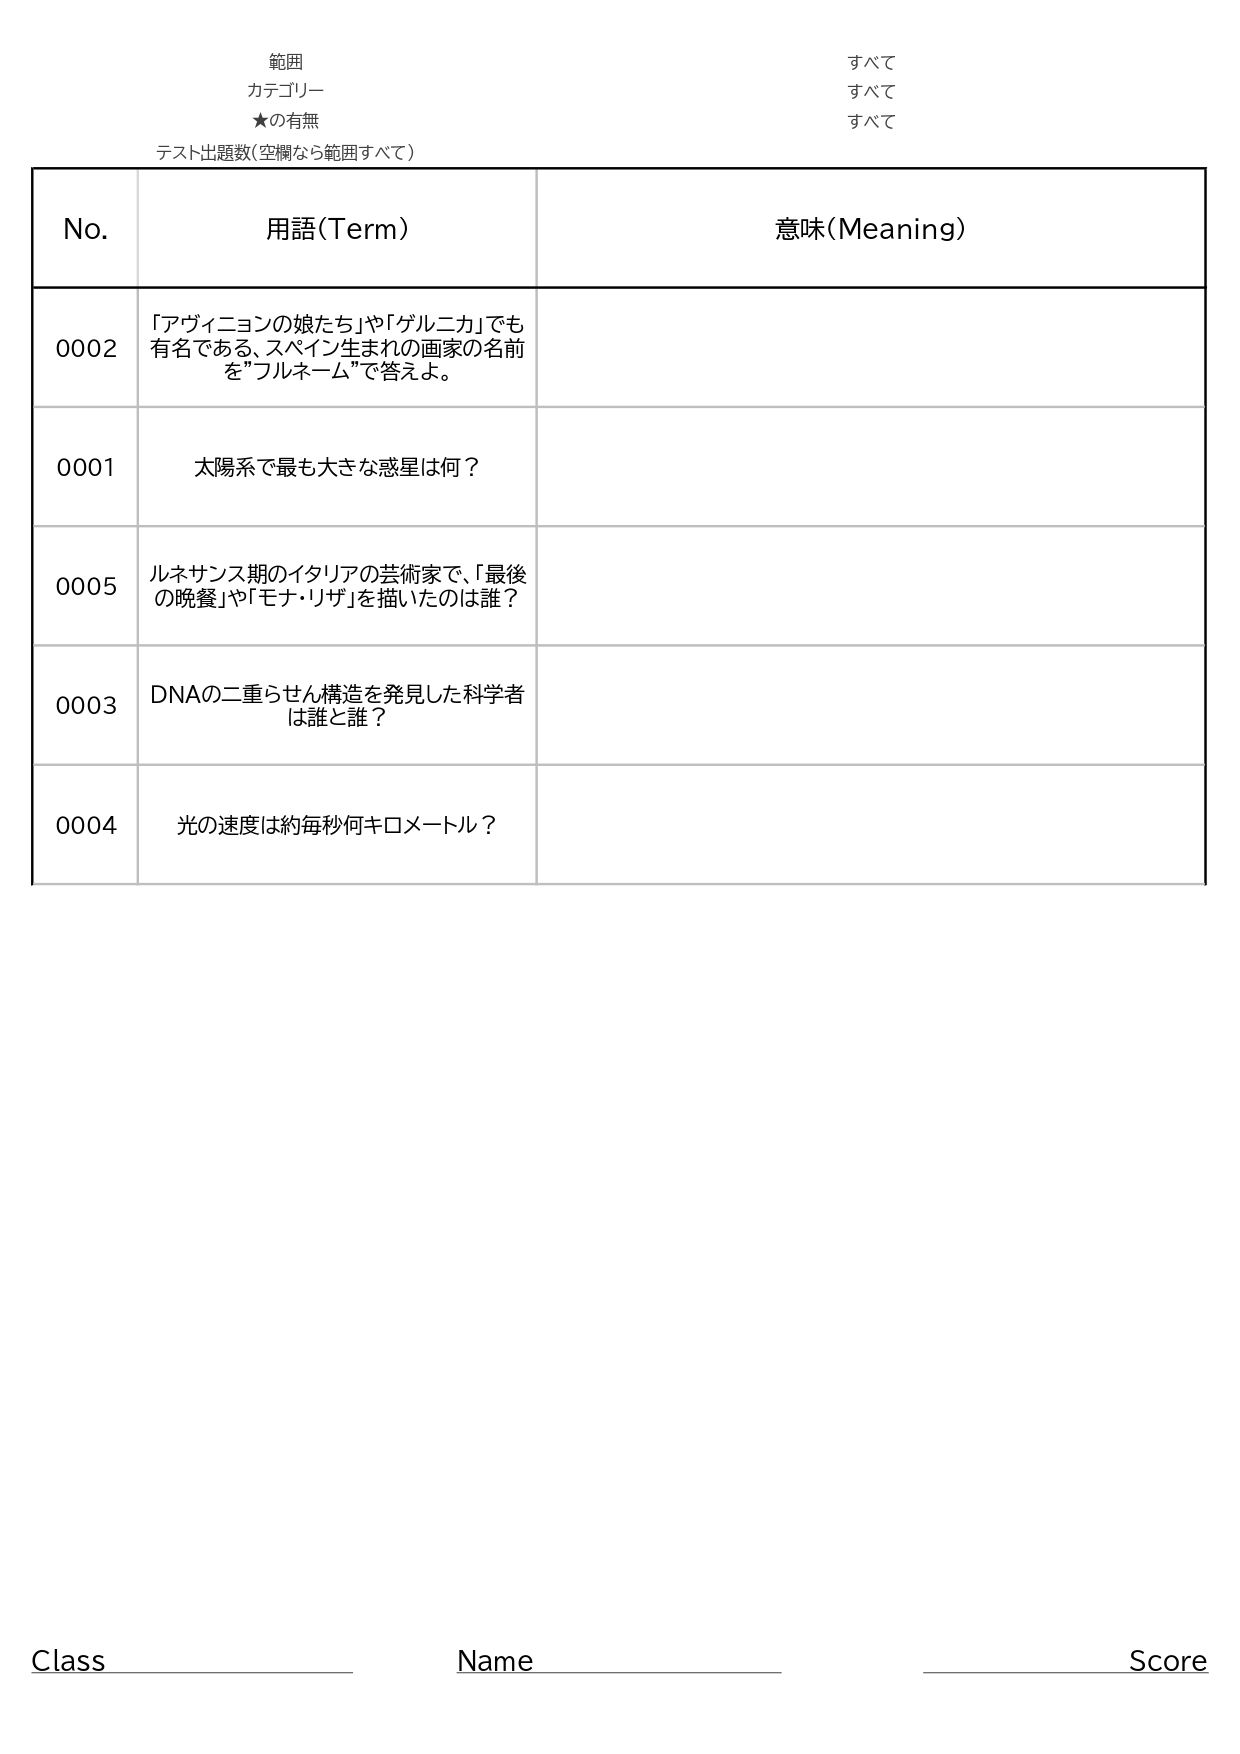 範囲 すべて
カテゴリー すべて
★の有無 すべて
テスト出題数(空欄なら範囲すべて)
No. 用語(Term) 意味(Meaning)
0002 「アヴィニョンの娘たち」や「ゲルニカ」でも
有名である、スペイン生まれの画家の名前
を”フルネーム”で答えよ。
0001 太陽系で最も大きな惑星は何？
0005 ルネサンス期のイタリアの芸術家で、「最後
の晩餐」や「モナ・リザ」を描いたのは誰？
0003 DNAの二重らせん構造を発見した科学者
は誰と誰？
0004 光の速度は約毎秒何キロメートル？
Class Name Score